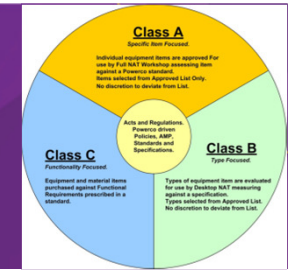 Class A
Specific Item Focused.
Individual equipment items are approved For
use by Full NAT Workshop assessing item
against a Powerco standard.
Items selected from Approved List Only.
No discretion to deviate from List.
Acts and Regulations.
Powerco driven
Policies, AMP,
Standards and
Specifications.
Class C
Functionality Focused.
Equipment and material items
purchased against Functional
Requirements prescribed in a
standard.
Class B
Type Focused.
Types of equipment item are evaluated
for use by Desktop NAT measuring
against a specification.
Types selected from Approved List.
No discretion to deviate from List.